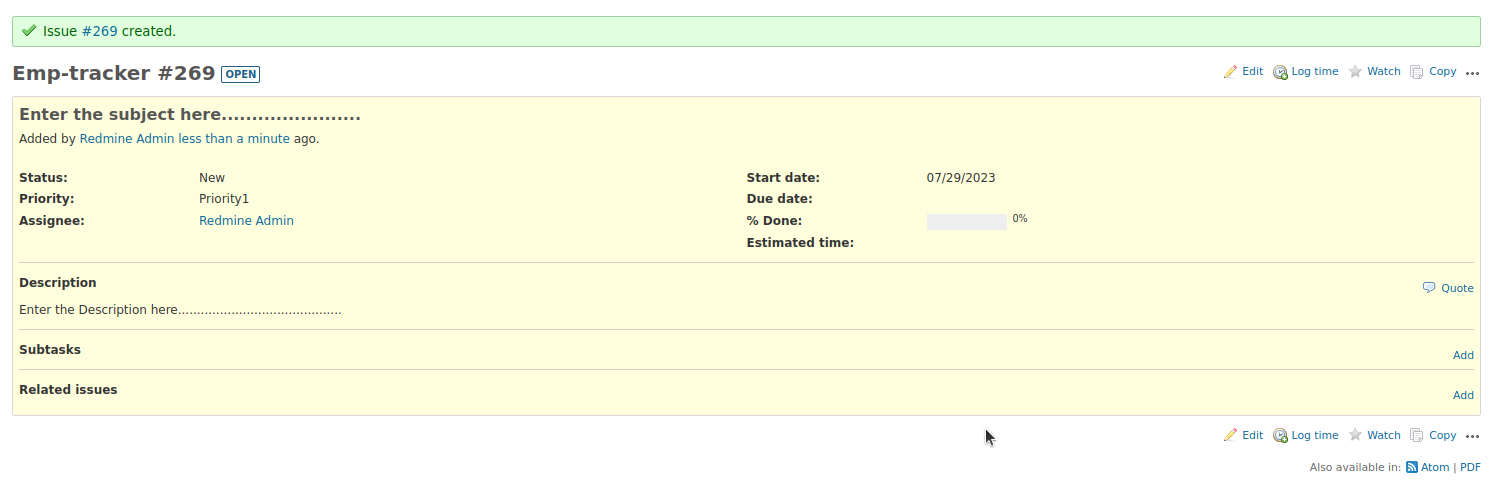 Issue #269 created.
Emp-tracker #269 OPEN
Edit Log time Watch Copy ...
Enter the subject here.......................
Added by Redmine Admin less than a minute ago.
Status: New Start date: 07/29/2023
Priority: Priority1 Due date:
Assignee: Redmine Admin % Done: 0%
Estimated time:
Description
Quote
Enter the Description here...........................................
Subtasks
Add
Related issues
Add
Edit Log time Watch Copy ...
Also available in: Atom | PDF